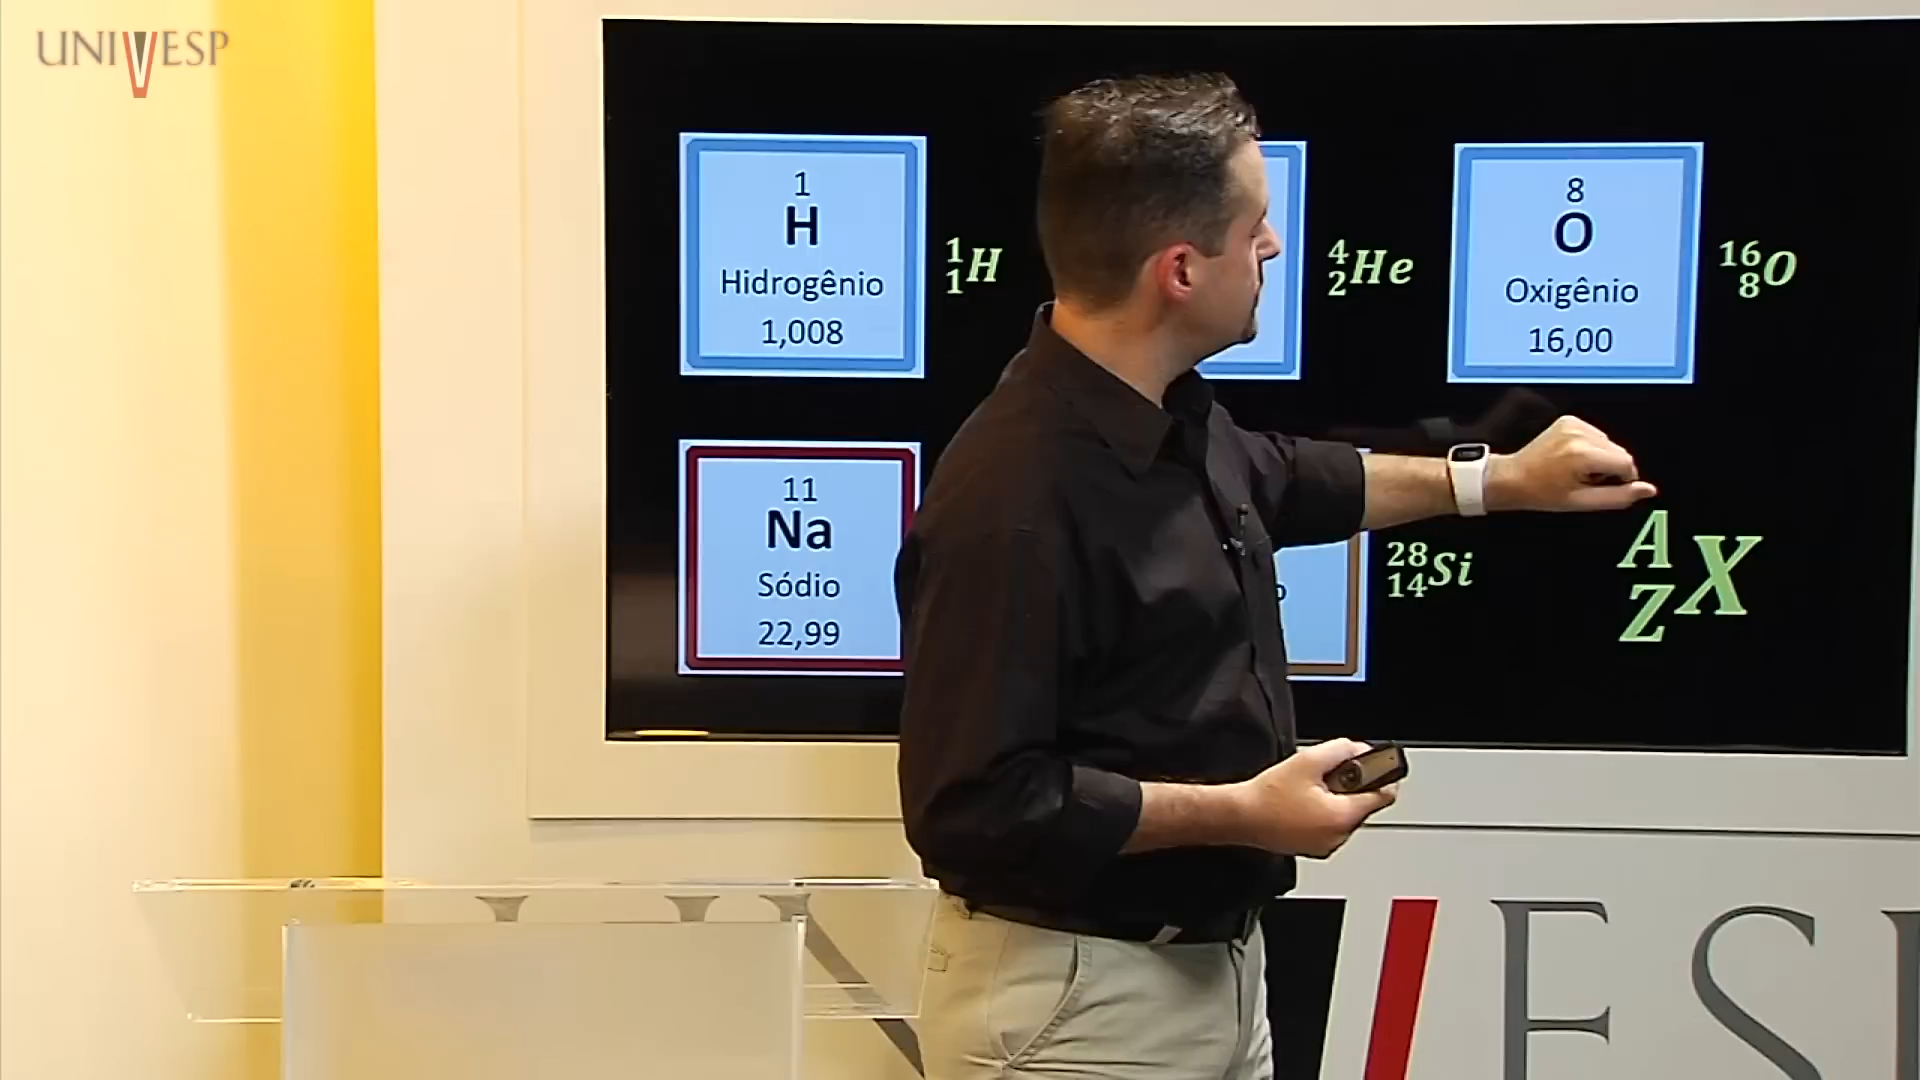 UNIVESP
1
H
Hidrogênio
1,008
1
1H
4
2He
8
O
Oxigênio
16,00
16
8O
11
Na
Sódio
22,99
28
14Si
A
ZX